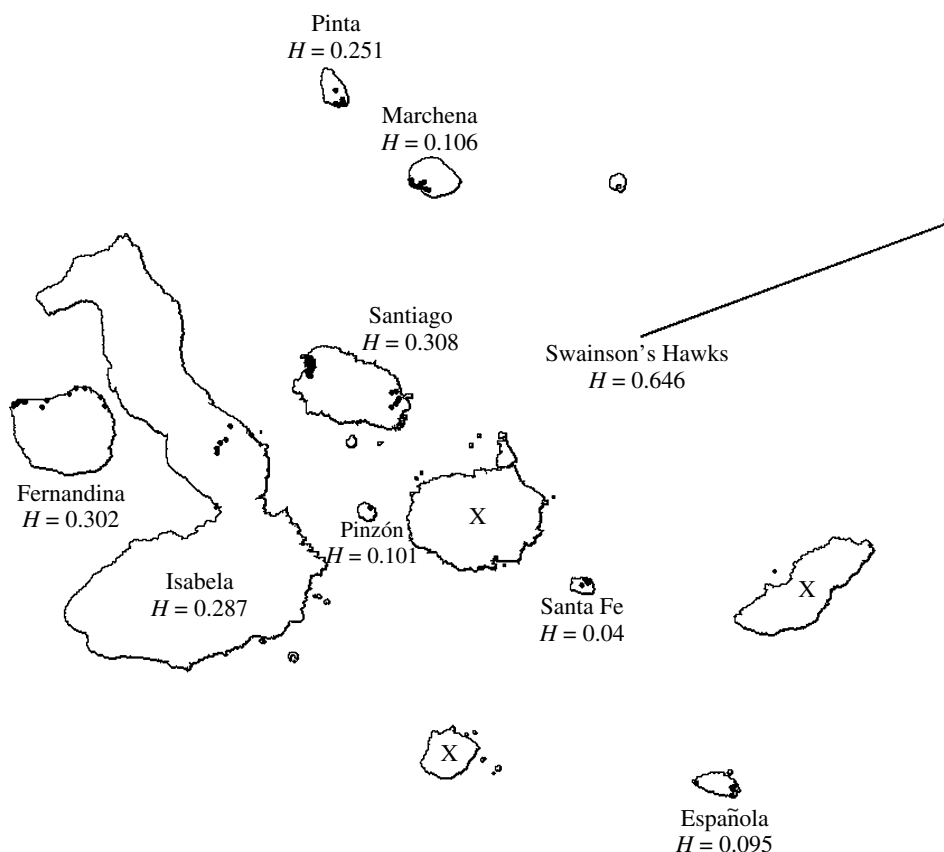 Pinta
H = 0.251
Marchena
H = 0.106
Santiago
H = 0.308
Swainson's Hawks
H = 0.646
Fernandina
H = 0.302
Pinzón
H = 0.101
X
Isabela
H = 0.287
Santa Fe
H = 0.04
X
X
Española
H = 0.095